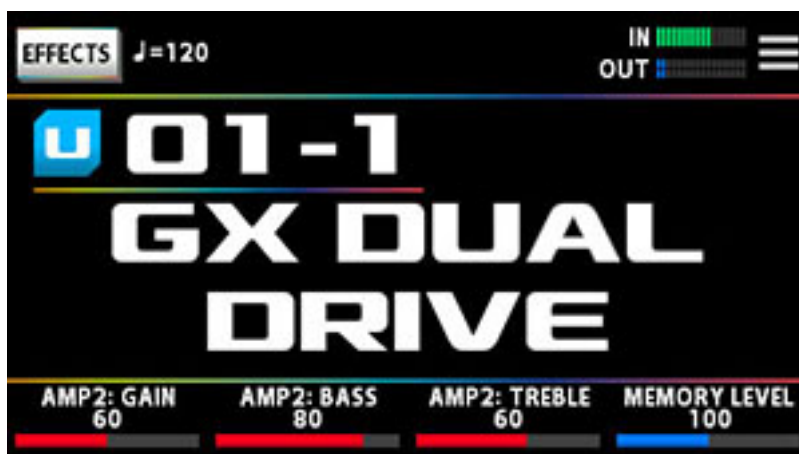 EFFECTS ♩=120
IN
OUT
U 01-1
GX DUAL
DRIVE
AMP2: GAIN AMP2: BASS AMP2: TREBLE MEMORY LEVEL
60 80 60 100